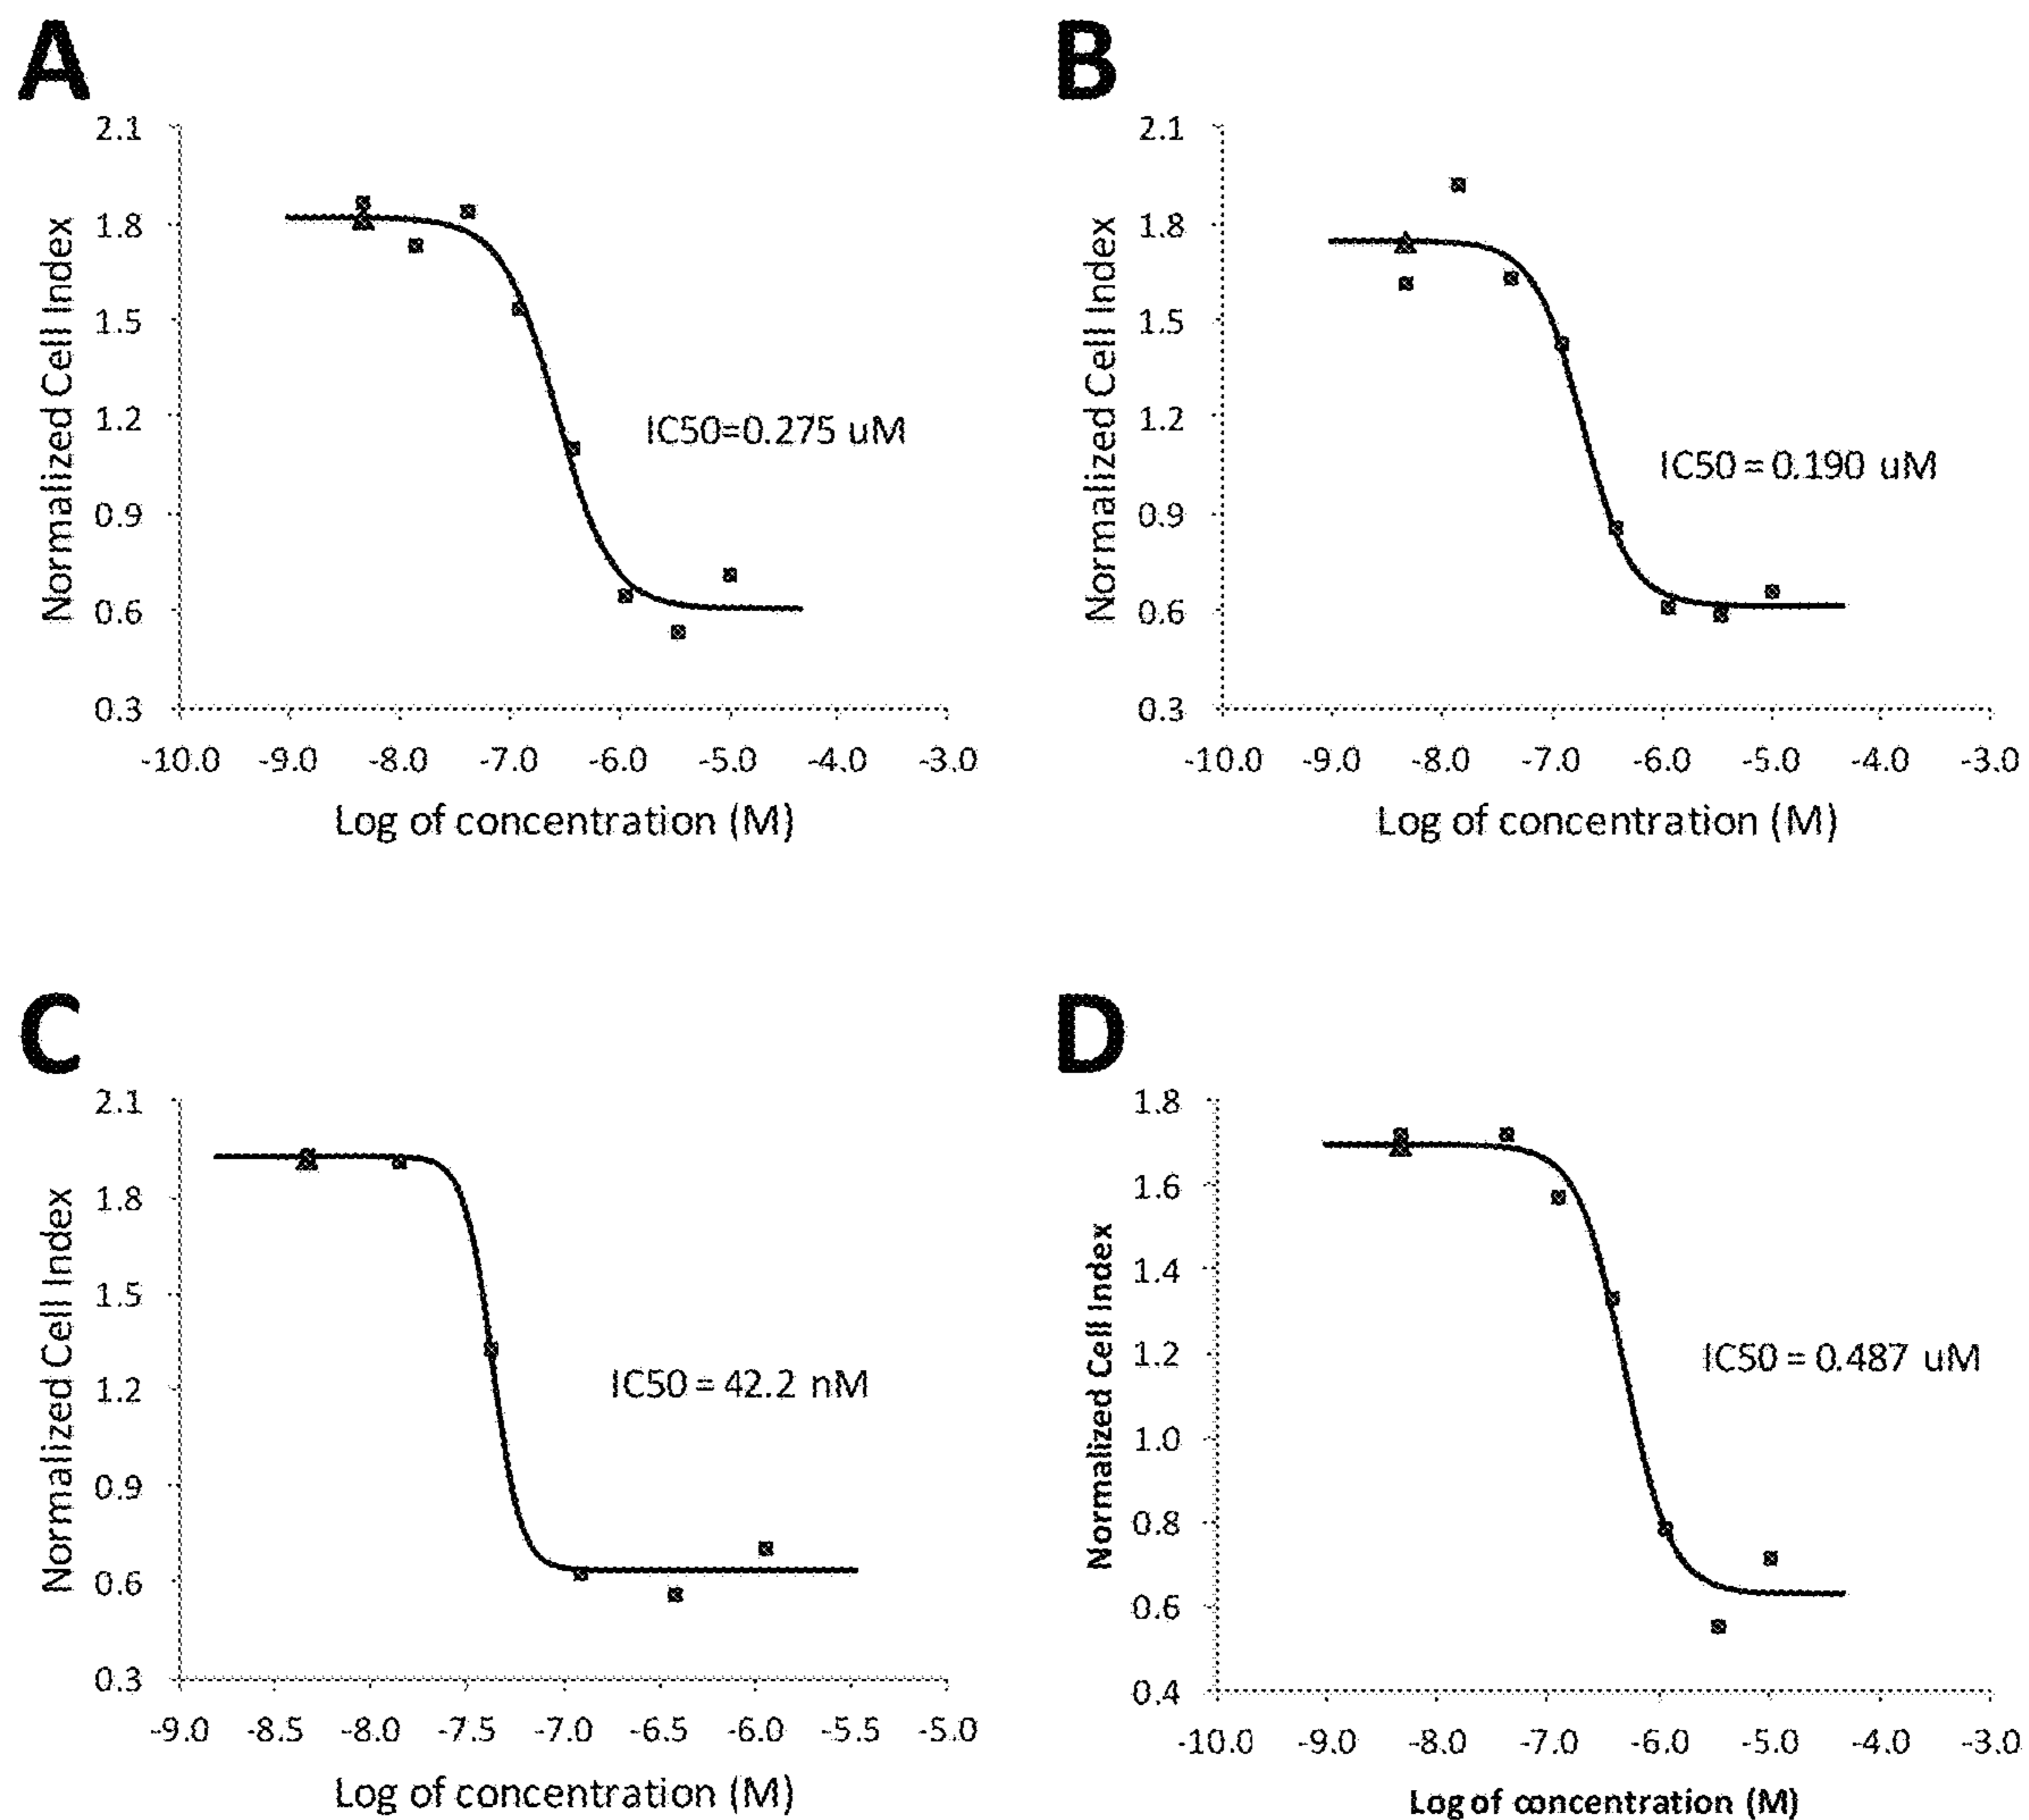 A
2.1
1.8
1.5
1.2
0.9
0.6
0.3
Normalized Cell Index
IC50=0.275 uM
-10.0 -9.0 -8.0 -7.0 -6.0 -5.0 -4.0 -3.0
Log of concentration (M)
B
2.1
1.8
1.5
1.2
0.9
0.6
0.3
Normalized Cell Index
IC50 = 0.190 uM
-10.0 -9.0 -8.0 -7.0 -6.0 -5.0 -4.0 -3.0
Log of concentration (M)
C
2.1
1.8
1.5
1.2
0.9
0.6
0.3
Normalized Cell Index
IC50 = 42.2 nM
-9.0 -8.5 -8.0 -7.5 -7.0 -6.5 -6.0 -5.5 -5.0
Log of concentration (M)
D
1.8
1.6
1.4
1.2
1.0
0.8
0.6
0.4
Normalized Cell Index
IC50 = 0.487 uM
-10.0 -9.0 -8.0 -7.0 -6.0 -5.0 -4.0 -3.0
Log of concentration (M)